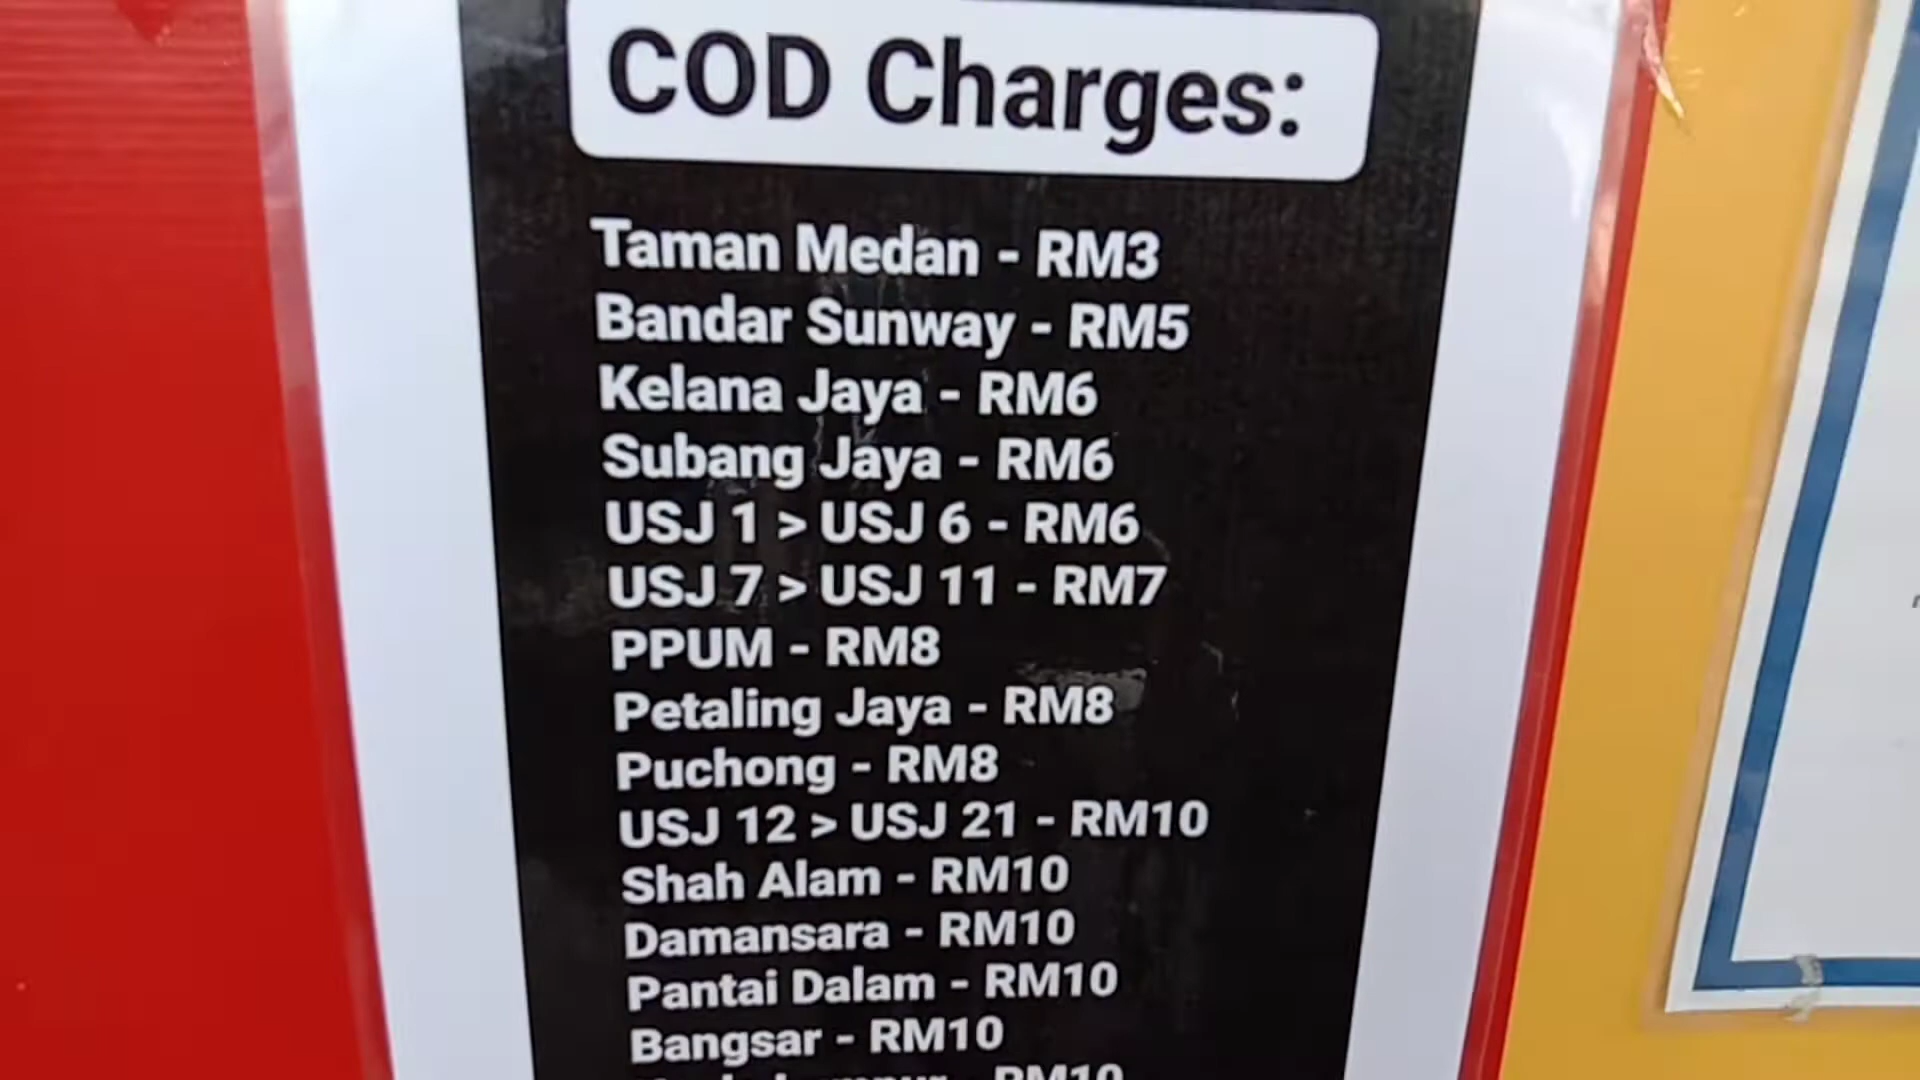 COD Charges:
Taman Medan - RM3
Bandar Sunway - RM5
Kelana Jaya - RM6
Subang Jaya - RM6
USJ 1 > USJ 6 - RM6
USJ 7 > USJ 11 - RM7
PPUM - RM8
Petaling Jaya - RM8
Puchong - RM8
USJ 12 > USJ 21 - RM10
Shah Alam - RM10
Damansara - RM10
Pantai Dalam - RM10
Bangsar - RM10
- RM10